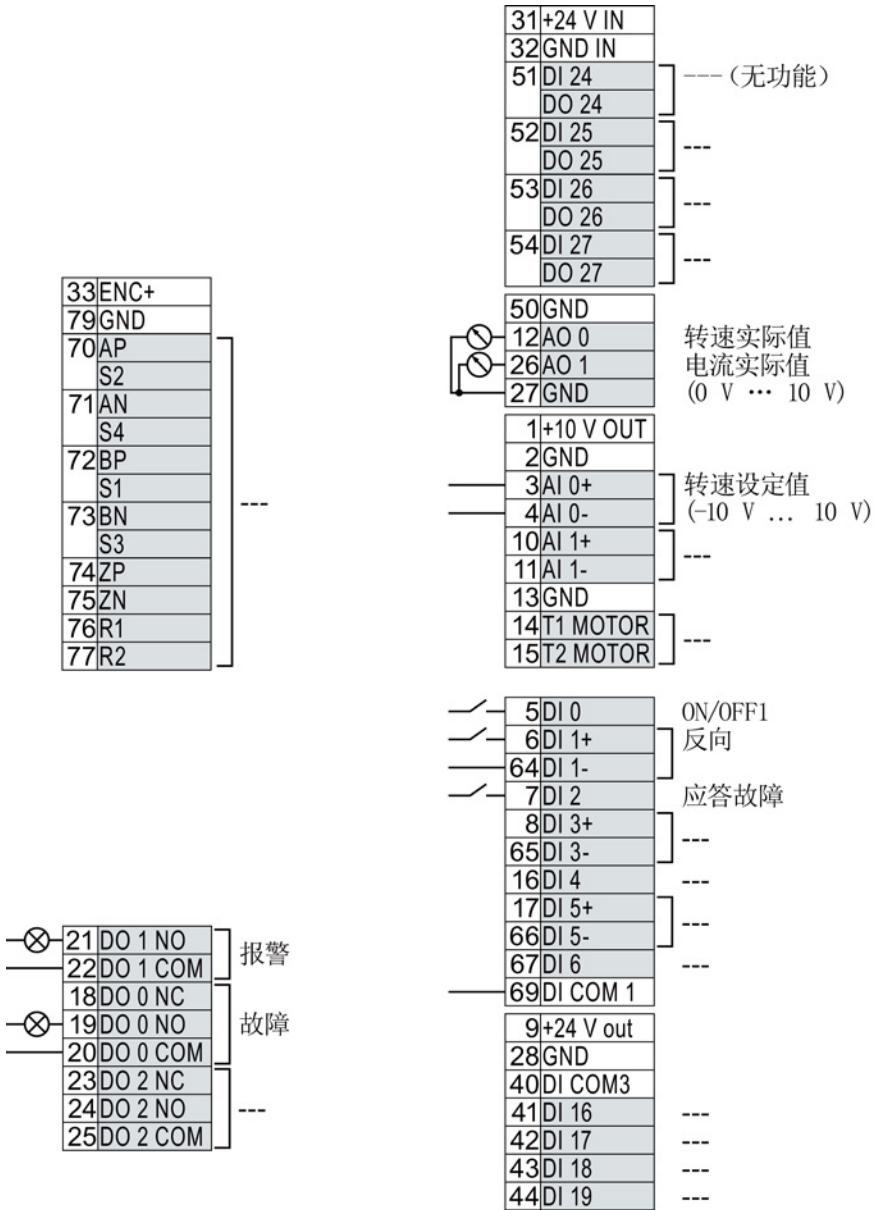 31 +24 V IN
32 GND IN
51 DI 24 ---（无功能）
DO 24
52 DI 25
DO 25
---
53 DI 26
DO 26
---
54 DI 27
DO 27
---
33 ENC+
79 GND
70 AP
S2
71 AN
S4
72 BP
S1
73 BN
S3
74 ZP
75 ZN
76 R1
77 R2
---
50 GND
12 AO 0 转速实际值
26 AO 1 电流实际值
27 GND (0 V ··· 10 V)
1 +10 V OUT
2 GND
3 AI 0+ 转速设定值
4 AI 0- (-10 V ... 10 V)
10 AI 1+
11 AI 1-
---
13 GND
14 T1 MOTOR
15 T2 MOTOR
---
5 DI 0 ON/OFF1
6 DI 1+ 反向
64 DI 1-
7 DI 2 应答故障
8 DI 3+
65 DI 3-
---
16 DI 4 ---
17 DI 5+
66 DI 5-
---
67 DI 6 ---
69 DI COM 1
21 DO 1 NO
22 DO 1 COM
报警
18 DO 0 NC
19 DO 0 NO 故障
20 DO 0 COM
23 DO 2 NC
24 DO 2 NO ---
25 DO 2 COM
9 +24 V out
28 GND
40 DI COM3
41 DI 16 ---
42 DI 17 ---
43 DI 18 ---
44 DI 19 ---